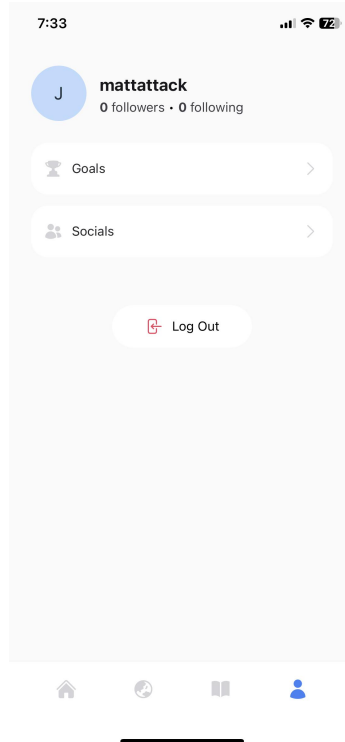 7:33
72
J
mattattack
0 followers • 0 following
Goals
Socials
Log Out